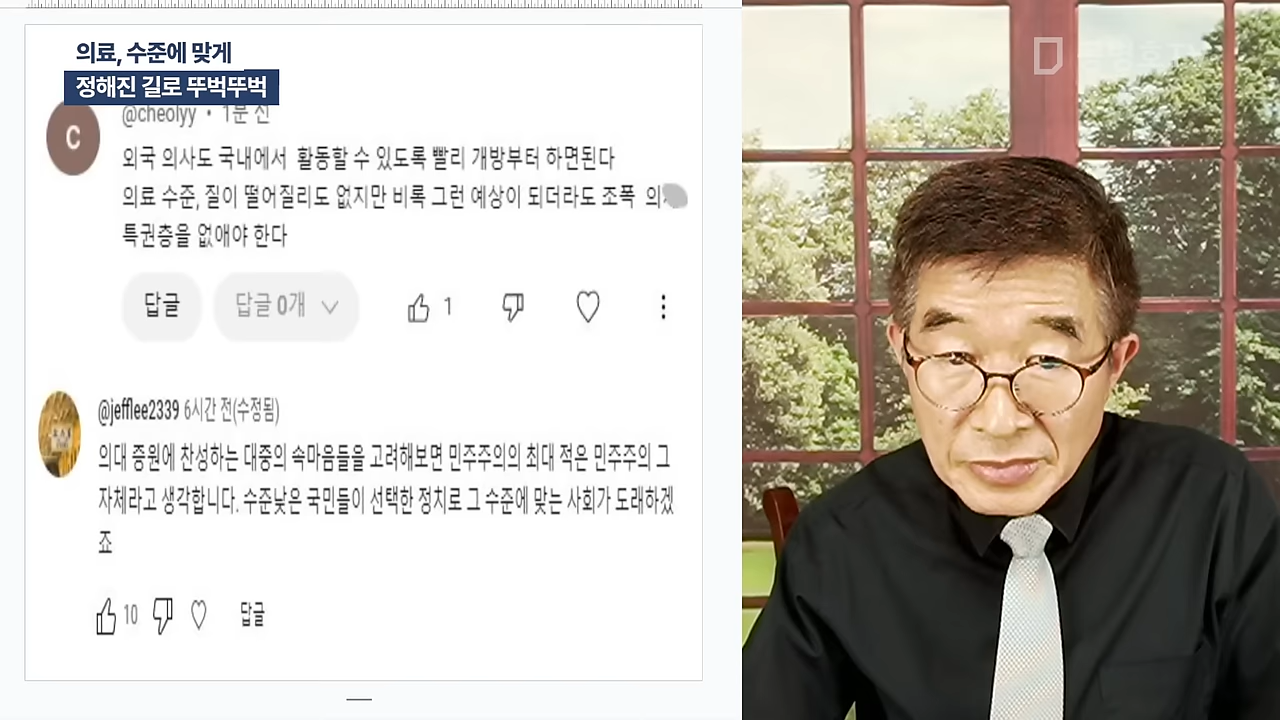 의료, 수준에 맞게
정해진 길로 뚜벅뚜벅
C
@cheolyy · 1분 전
외국 의사도 국내에서 활동할 수 있도록 빨리 개방부터 하면된다
의료 수준, 질이 떨어질리도 없지만 비록 그런 예상이 되더라도 조폭
특권층을 없애야 한다
답글
답글 0개
1
@jefflee2339 6시간 전(수정됨)
의대 증원에 찬성하는 대중의 속마음들을 고려해보면 민주주의의 최대 적은 민주주의 그
자체라고 생각합니다. 수준낮은 국민들이 선택한 정치로 그 수준에 맞는 사회가 도래하겠
죠
10
답글